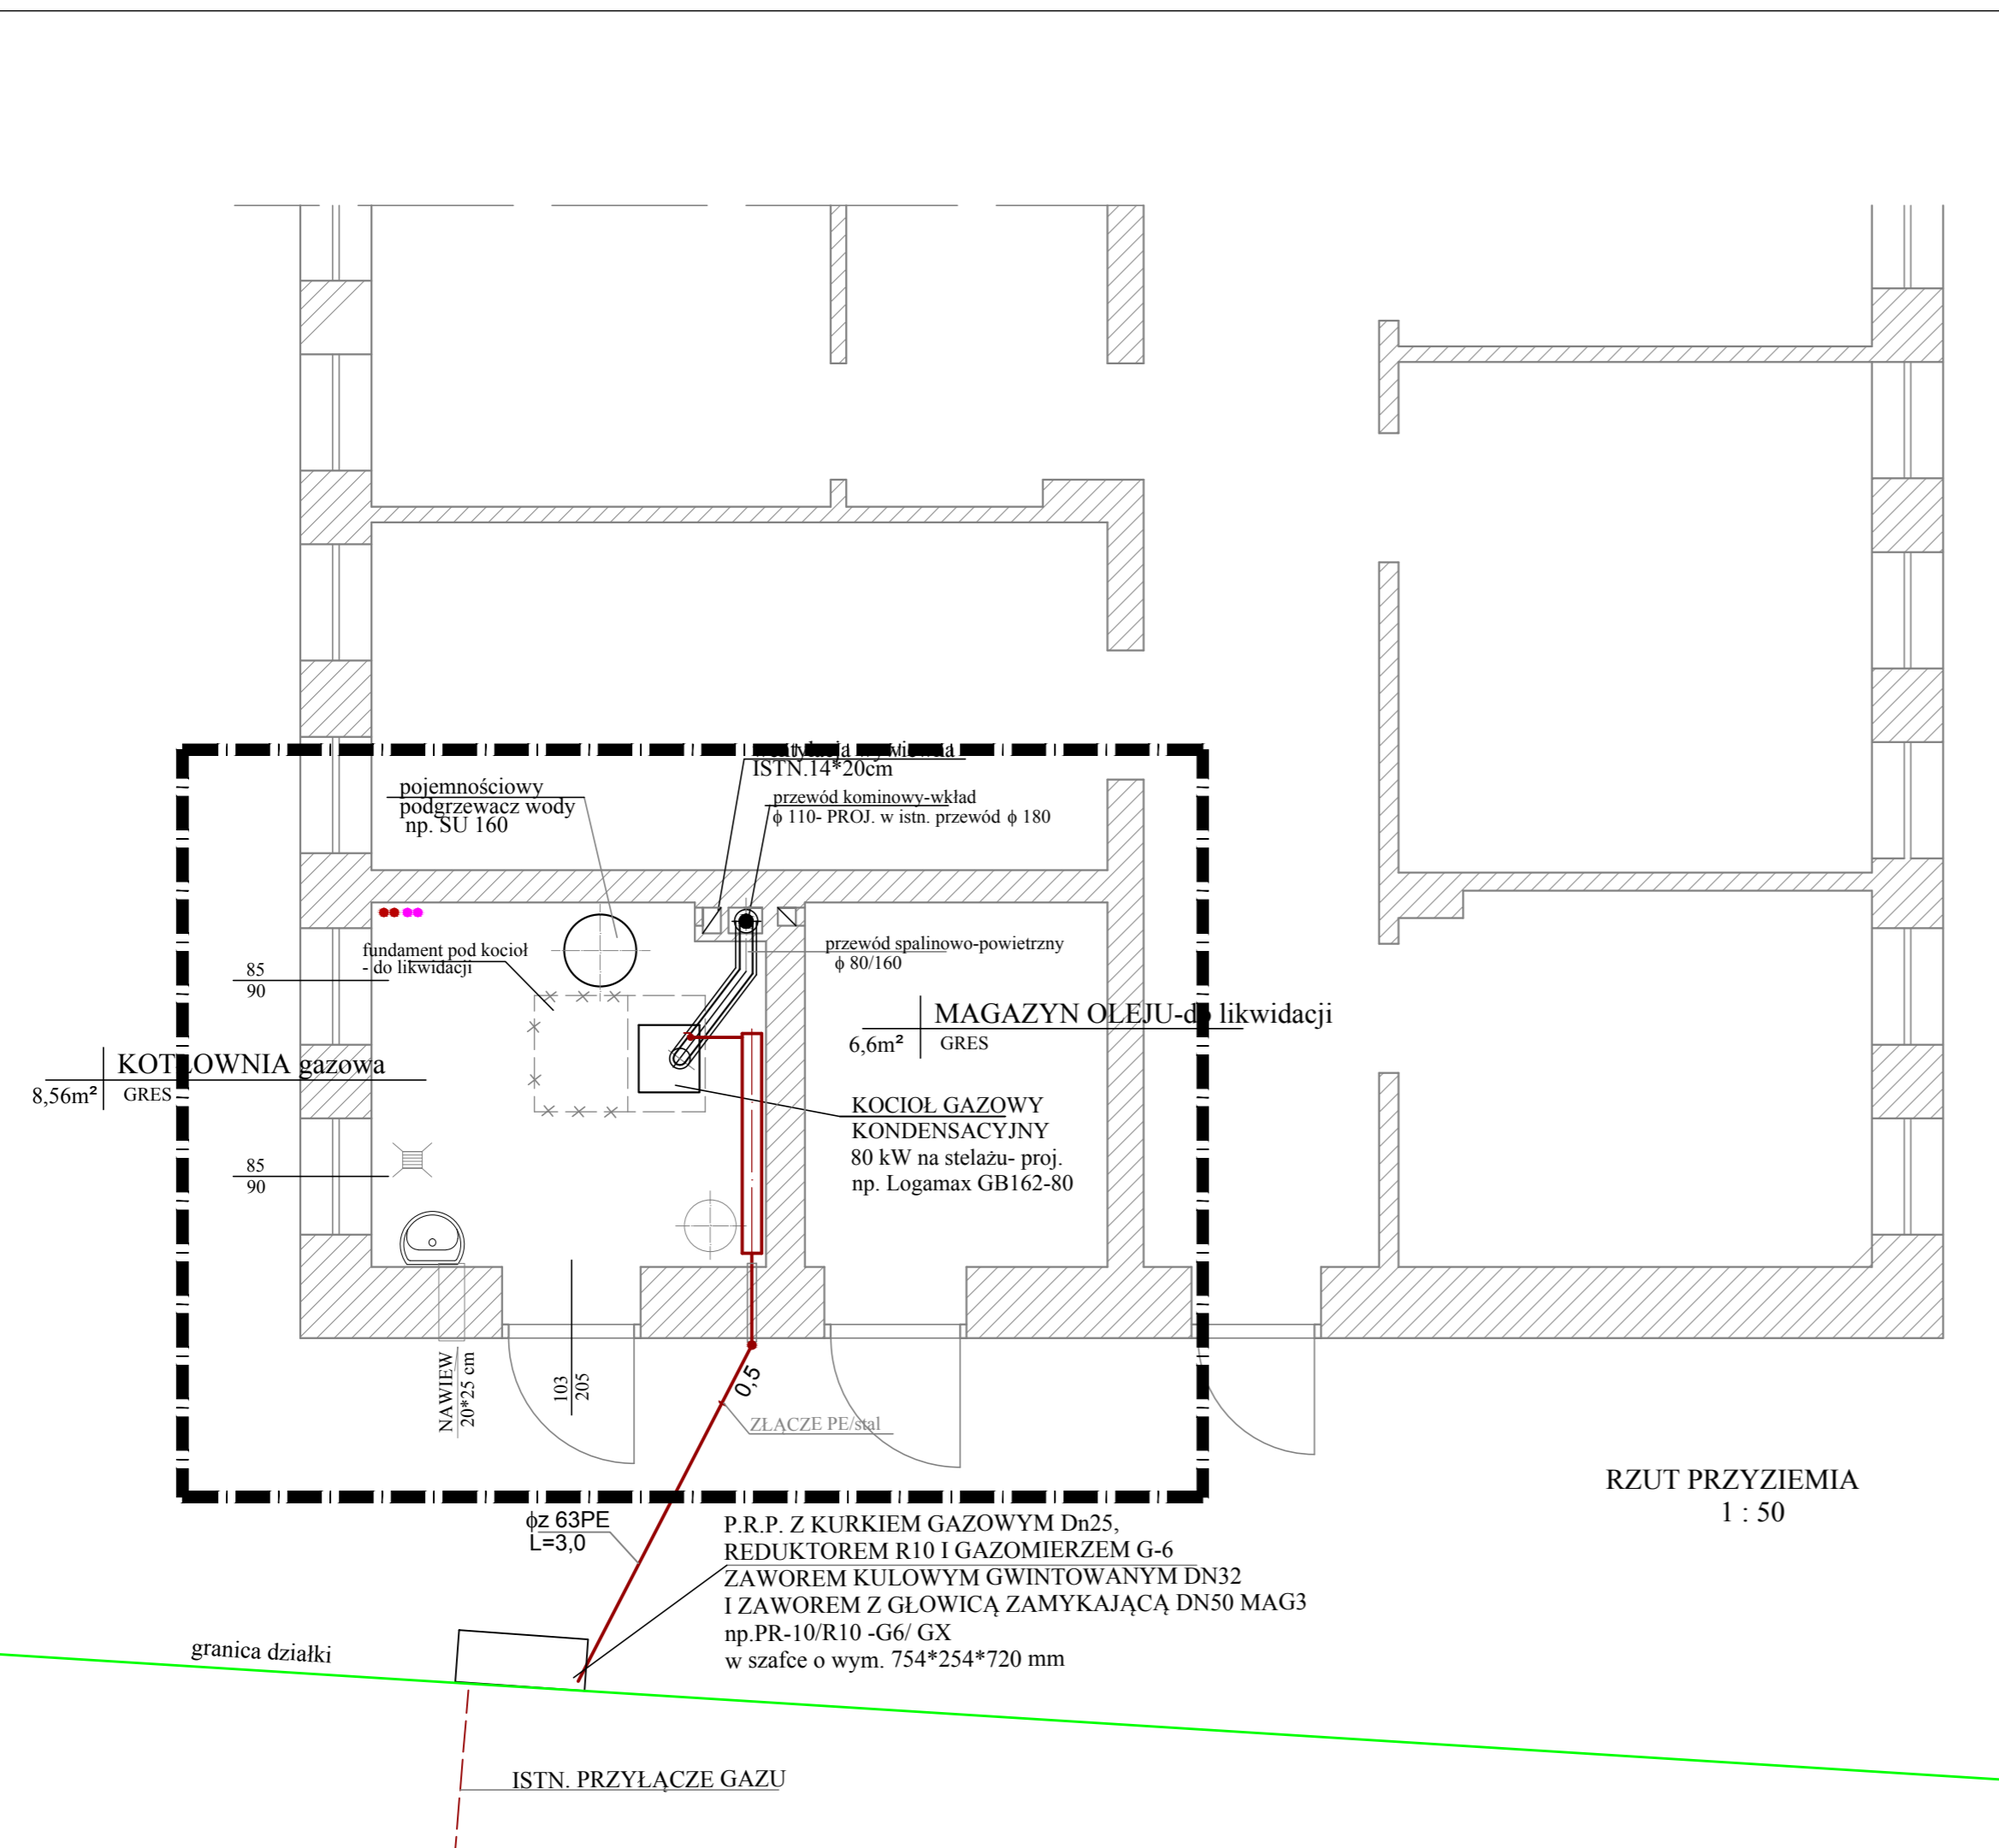 ISTN.14*20cm
pojemnościowy
podgrzewacz wody
np. SU 160
przewód kominowy-wkład
ϕ 110- PROJ. w istn. przewód ϕ 180
fundament pod kocioł
- do likwidacji
przewód spalinowo-powietrzny
ϕ 80/160
85
90
MAGAZYN OLEJU-do likwidacji
6,6m²
GRES
KOTŁOWNIA gazowa
8,56m²
GRES
KOCIOŁ GAZOWY
KONDENSACYJNY
80 kW na stelażu- proj.
np. Logamax GB162-80
85
90
NAWIEW
20*25 cm
103
205
0,5
ZŁĄCZE PE/stal
RZUT PRZYZIEMIA
1 : 50
ϕz 63PE
L=3,0
P.R.P. Z KURKIEM GAZOWYM Dn25,
REDUKTOREM R10 I GAZOMIERZEM G-6
ZAWOREM KULOWYM GWINTOWANYM DN32
I ZAWOREM Z GŁOWICĄ ZAMYKAJĄCĄ DN50 MAG3
np.PR-10/R10 -G6/ GX
w szafce o wym. 754*254*720 mm
granica działki
ISTN. PRZYŁĄCZE GAZU